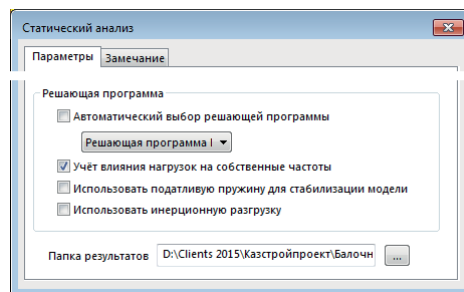 Статический анализ
Параметры Замечание
Решающая программа
Автоматический выбор решающей программы
Решающая программа I
Учёт влияния нагрузок на собственные частоты
Использовать податливую пружину для стабилизации модели
Использовать инерционную разгрузку
Папка результатов D:\Clients 2015\Казстройпроект\Балочн ...